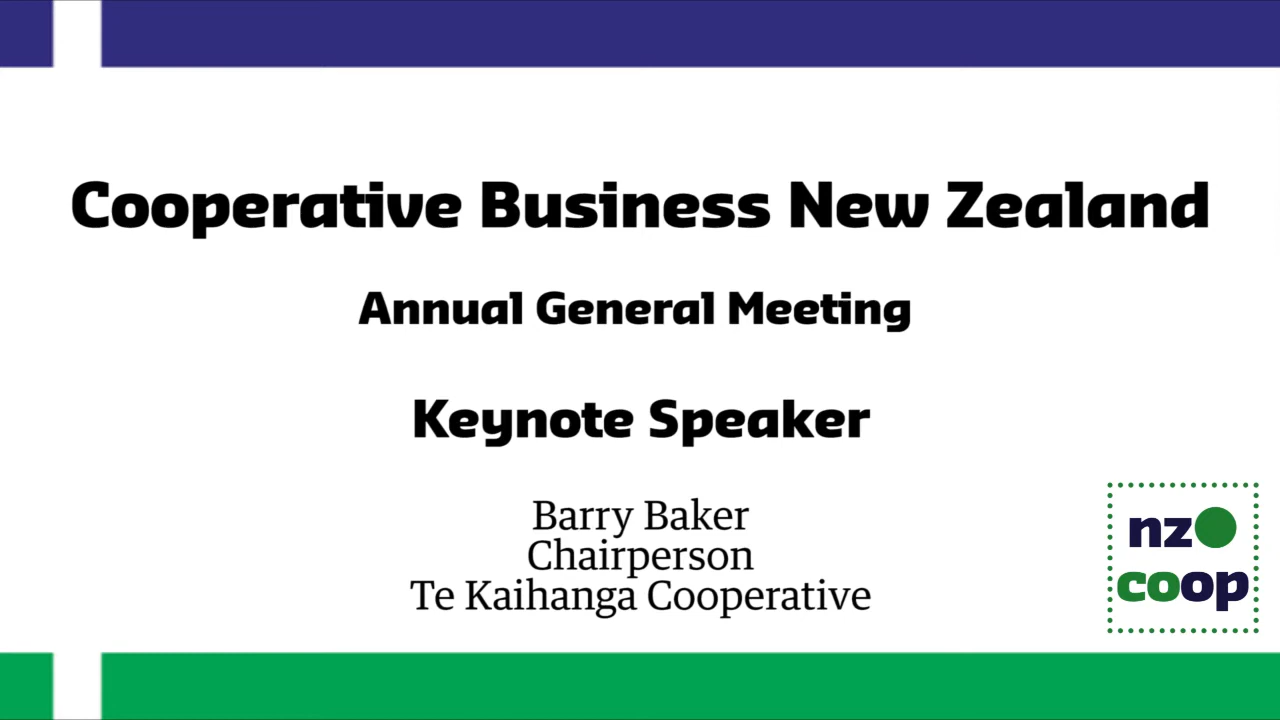 Cooperative Business New Zealand
Annual General Meeting
Keynote Speaker
Barry Baker
Chairperson
Te Kaihanga Cooperative
nz
coop